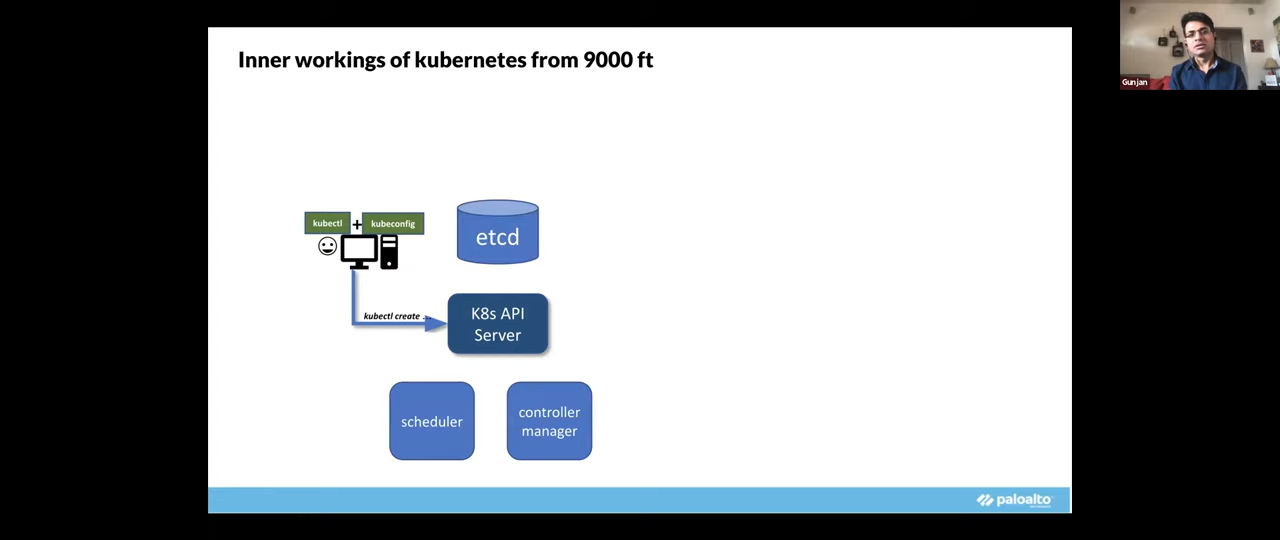 Inner workings of kubernetes from 9000 ft
Gunjan
kubectl + kubeconfig
etcd
kubectl create ...
K8s API
Server
scheduler
controller
manager
paloalto